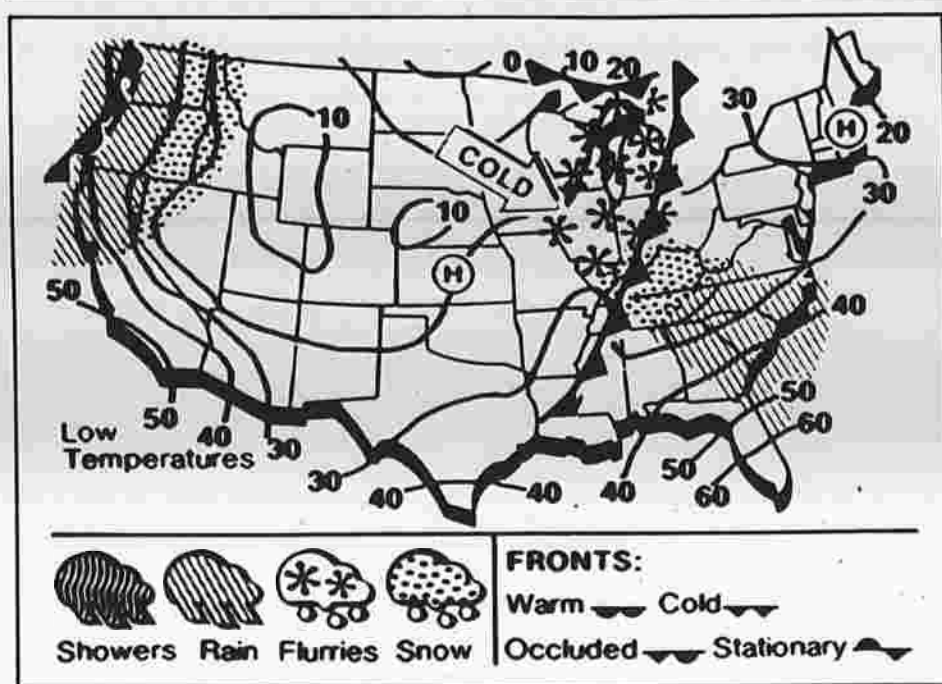 0 10 20
10
30
COLD
H
20
10
30
H
50
40
50
60
Low
Temperatures
50
40
30
30
40
40
40
50
60
Showers Rain Flurries Snow
FRONTS:
Warm Cold
Occluded Stationary